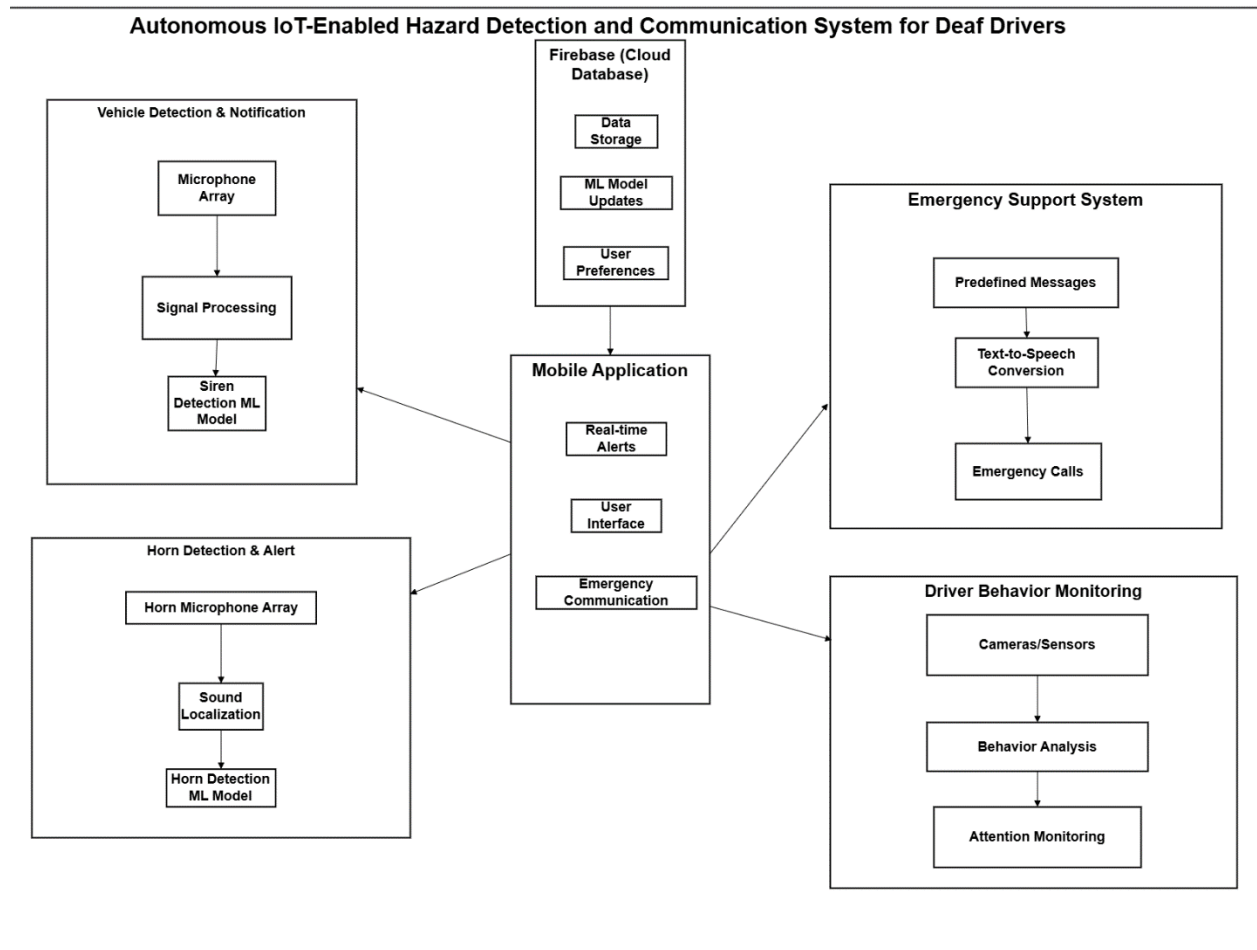 Autonomous IoT-Enabled Hazard Detection and Communication System for Deaf Drivers
Firebase (Cloud
Database)
Data
Storage
ML Model
Updates
User
Preferences
Vehicle Detection & Notification
Microphone
Array
Signal Processing
Siren
Detection ML
Model
Mobile Application
Real-time
Alerts
User
Interface
Emergency
Communication
Emergency Support System
Predefined Messages
Text-to-Speech
Conversion
Emergency Calls
Horn Detection & Alert
Horn Microphone Array
Sound
Localization
Horn Detection
ML Model
Driver Behavior Monitoring
Cameras/Sensors
Behavior Analysis
Attention Monitoring